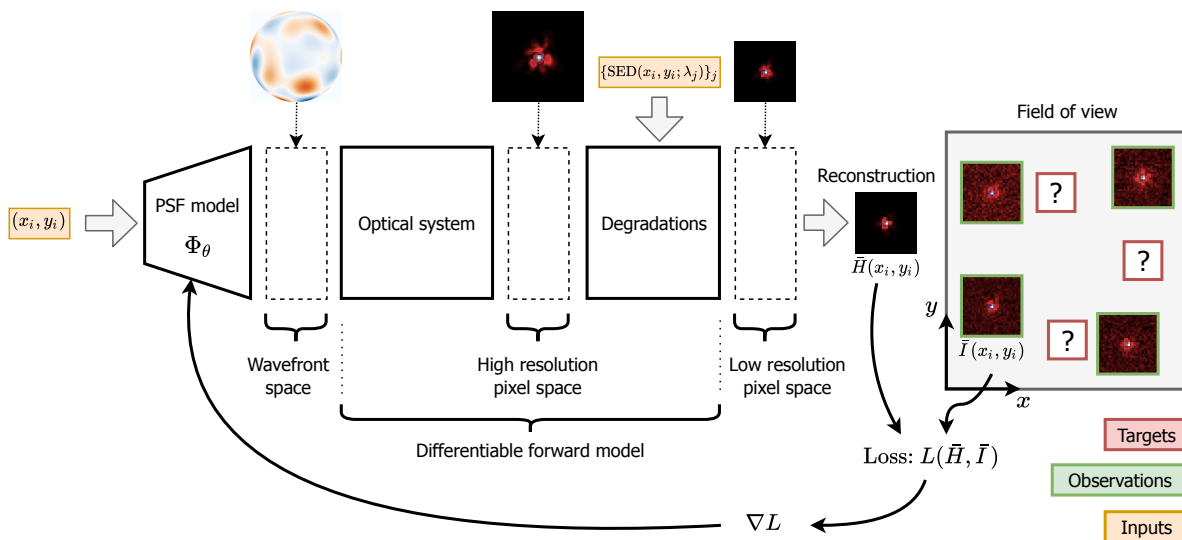 {SED(x_i, y_i; λ_j)}_j
Field of view
(x_i, y_i)
PSF model
Φ_θ
Optical system
Degradations
Reconstruction
H̄(x_i, y_i)
?
?
?
y
Ī(x_i, y_i)
x
Wavefront
space
High resolution
pixel space
Low resolution
pixel space
Differentiable forward model
Loss: L(H̄, Ī)
∇L
Targets
Observations
Inputs